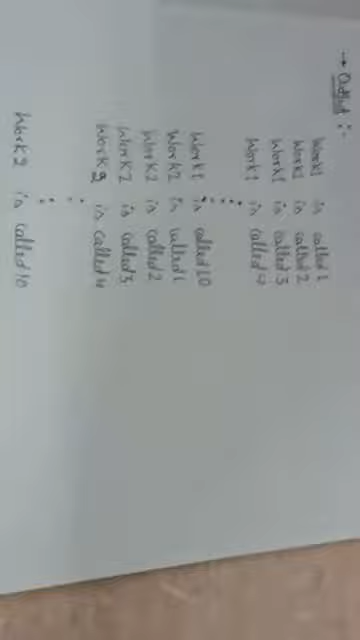 → Output :-
Work1 is called 1
Work1 is called 2
Work1 is called 3
Work1 is called 4
......
Work1 is called 10
Work2 is called 1
Work2 is called 2
Work2 is called 3
Work2 is called 4
....
Work2 is called 10